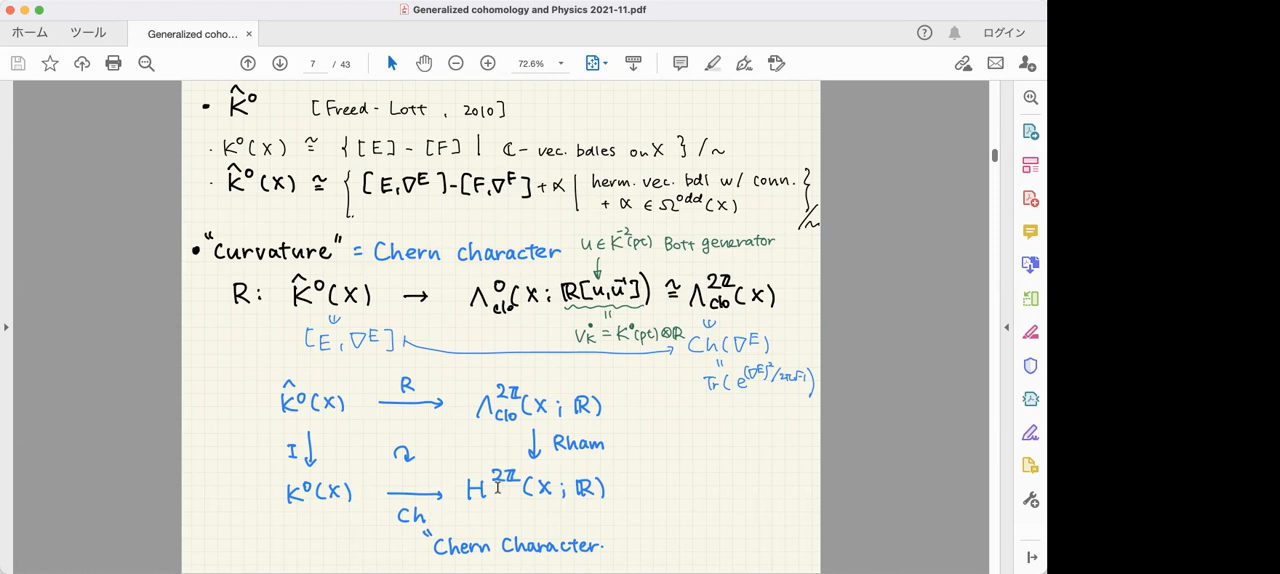 Generalized cohomology and Physics 2021-11.pdf
ホーム ツール Generalized coho... × ログイン
7 / 43 72.6%
• K̂⁰ [Freed-Lott, 2010]
· K⁰(X) ≅ { [E] - [F] | ℂ- vec. bdles on X } / ~
· K̂⁰(X) ≅ { [E, ∇^E] - [F, ∇^F] + α | herm. vec. bdl w/ conn. + α ∈ Ω^odd(X) } / ~
• "Curvature" = Chern character
u ∈ K^-2(pt) Bott generator
R: K̂⁰(X) → Λ⁰_clo(X; ℝ[u, u⁻¹]) ≅ Λ^2ℤ_clo(X)
V^•_K = K^•(pt)⊗ℝ
[E, ∇^E] ↦ Ch(∇^E)
Tr(e^((∇^E)²/2π√-1))
K̂⁰(X) R → Λ^2ℤ_clo(X; ℝ)
I ↓ ↓ Rham
K⁰(X) → H^2ℤ(X; ℝ)
Ch
"Chern Character.